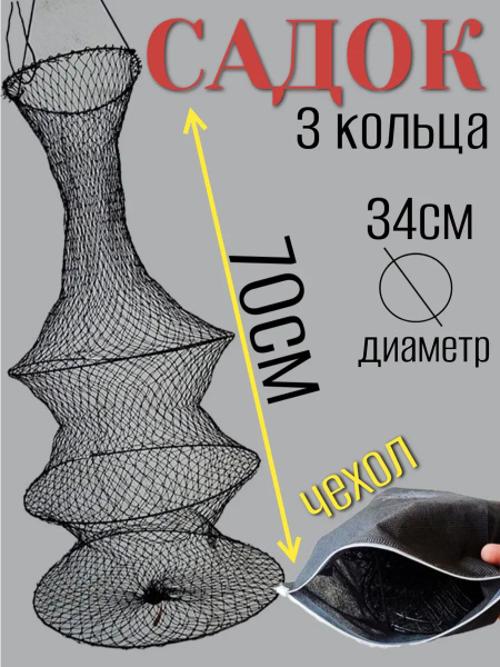 САДОК
3 кольца
34см
диаметр
70см
чехол